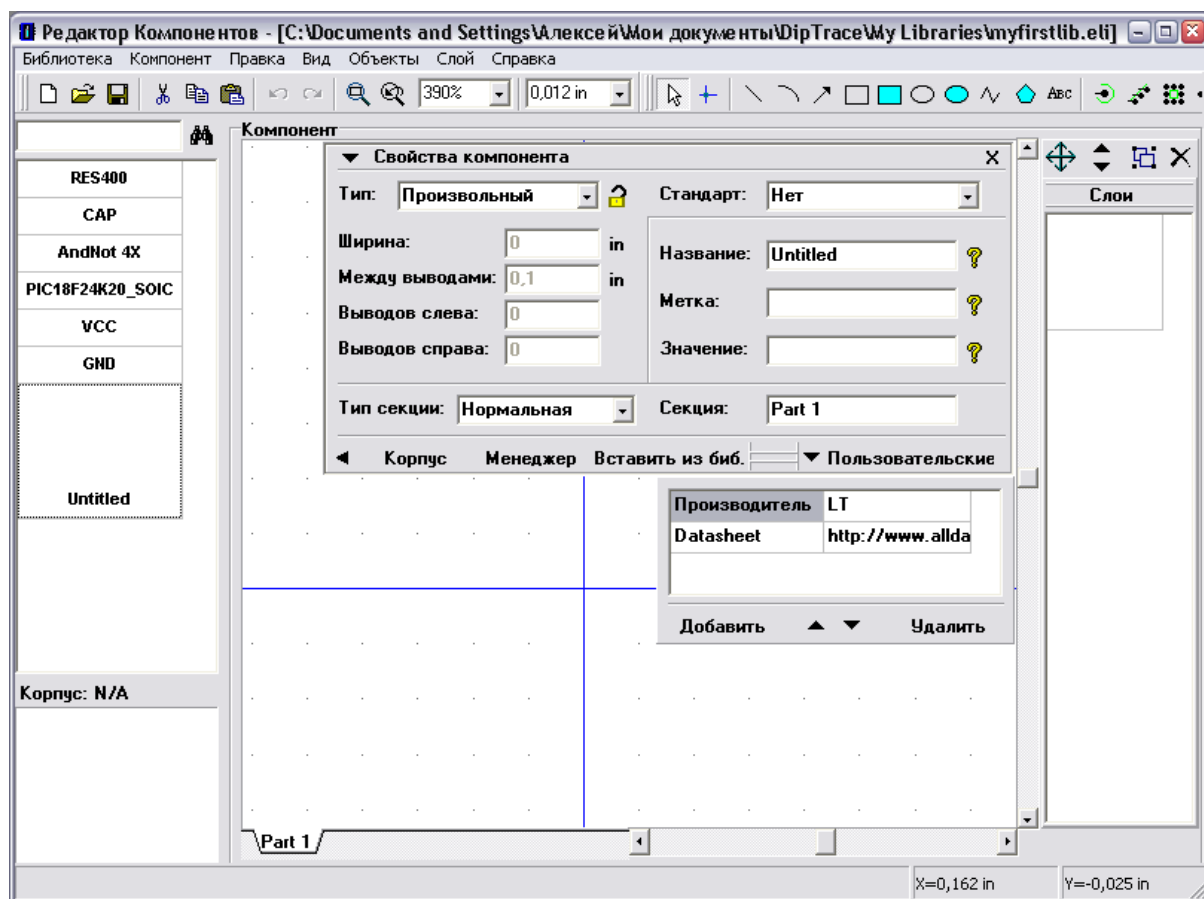 Редактор Компонентов - [C:\Documents and Settings\Алексей\Мои документы\DipTrace\My Libraries\myfirstlib.eli]
Библиотека Компонент Правка Вид Объекты Слой Справка
390% 0,012 in ABC
Компонент
RES400
CAP
AndNot 4X
PIC18F24K20_SOIC
VCC
GND
Untitled
Корпус: N/A
Свойства компонента X
Тип: Произвольный Стандарт: Нет
Ширина: 0 in
Между выводами: 0,1 in
Выводов слева: 0
Выводов справа: 0
Название: Untitled
Метка:
Значение:
Тип секции: Нормальная Секция: Part 1
Корпус Менеджер Вставить из биб. Пользовательские
Производитель LT
Datasheet http://www.allda
Добавить Удалить
Слои
Part 1
X=0,162 in Y=-0,025 in